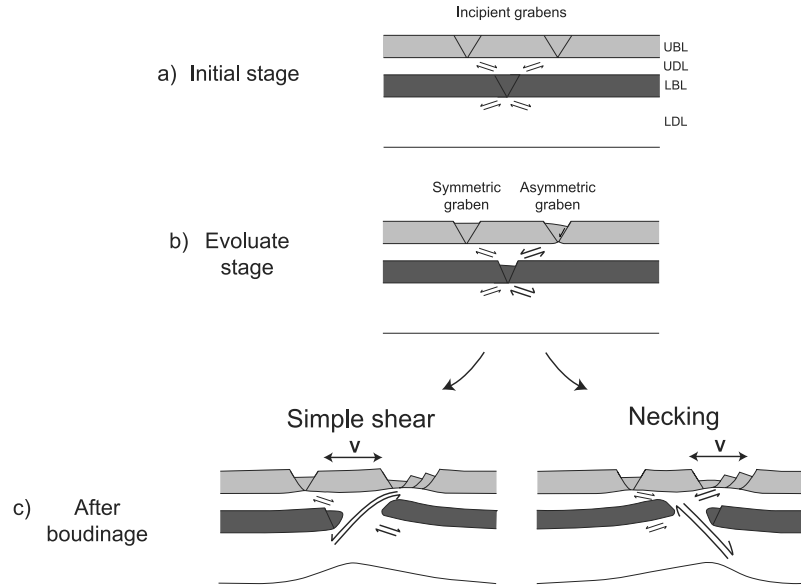 Incipient grabens
UBL
a) Initial stage
UDL
LBL
LDL
Symmetric graben
Asymmetric graben
b) Evoluate stage
Simple shear
Necking
V
V
c) After boudinage